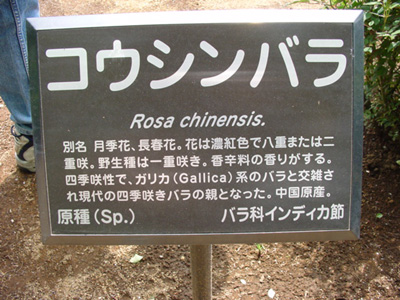 コウシンバラ
Rosa chinensis.
別名 月季花、長春花。花は濃紅色で八重または二
重咲。野生種は一重咲き。香辛料の香りがする。
四季咲性で、ガリカ(Gallica)系のバラと交雑さ
れ現代の四季咲きバラの親となった。中国原産。
原種(Sp.) バラ科インディカ節